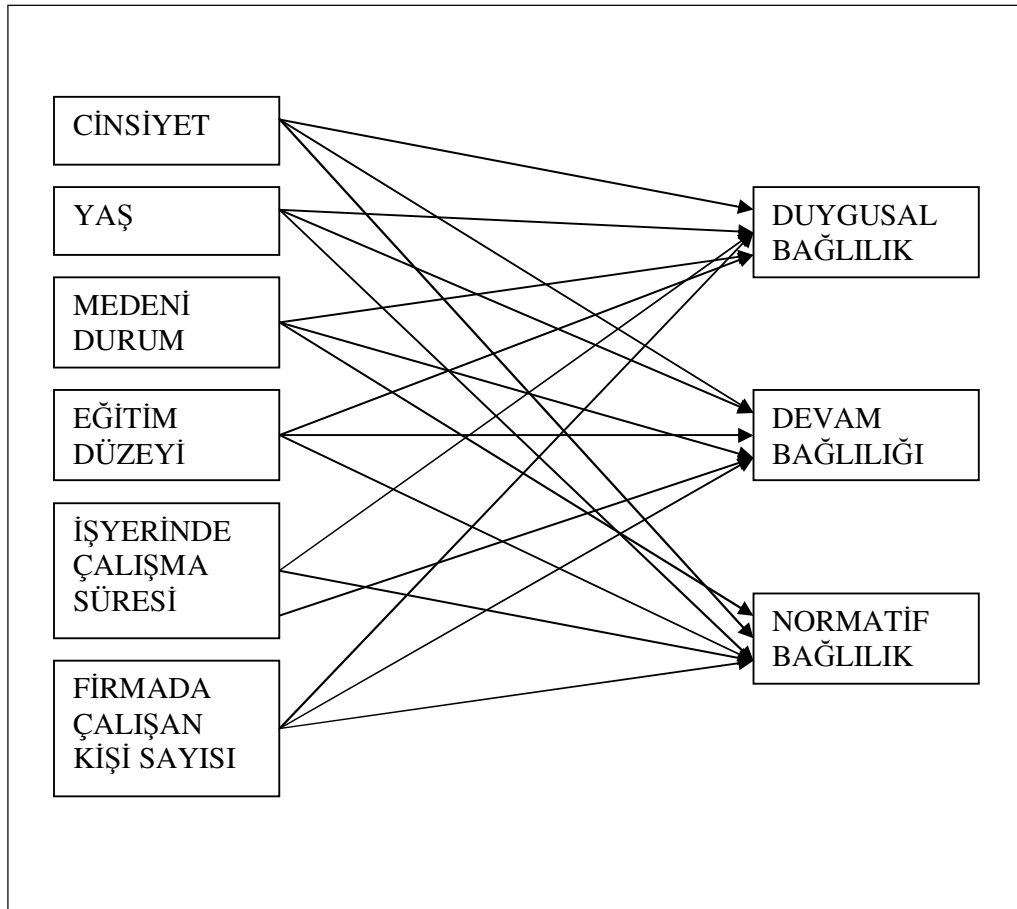 CİNSİYET
YAŞ
MEDENİ
DURUM
EĞİTİM
DÜZEYİ
İŞYERİNDE
ÇALIŞMA
SÜRESİ
FİRMADA
ÇALIŞAN
KİŞİ SAYISI
DUYGUSAL
BAĞLILIK
DEVAM
BAĞLILIĞI
NORMATİF
BAĞLILIK